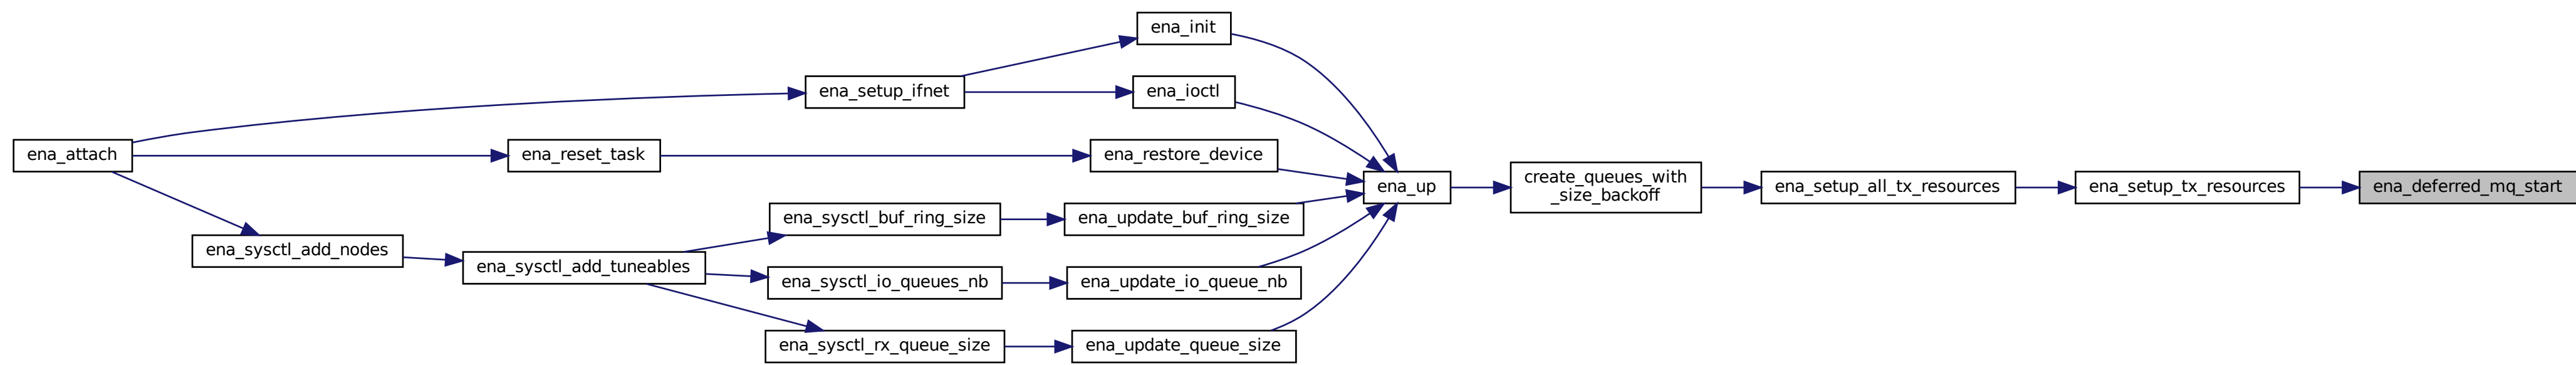 ena_init
ena_setup_ifnet
ena_ioctl
ena_attach
ena_reset_task
ena_restore_device
ena_up
create_queues_with
_size_backoff
ena_setup_all_tx_resources
ena_setup_tx_resources
ena_deferred_mq_start
ena_sysctl_buf_ring_size
ena_update_buf_ring_size
ena_sysctl_add_nodes
ena_sysctl_add_tuneables
ena_sysctl_io_queues_nb
ena_update_io_queue_nb
ena_sysctl_rx_queue_size
ena_update_queue_size